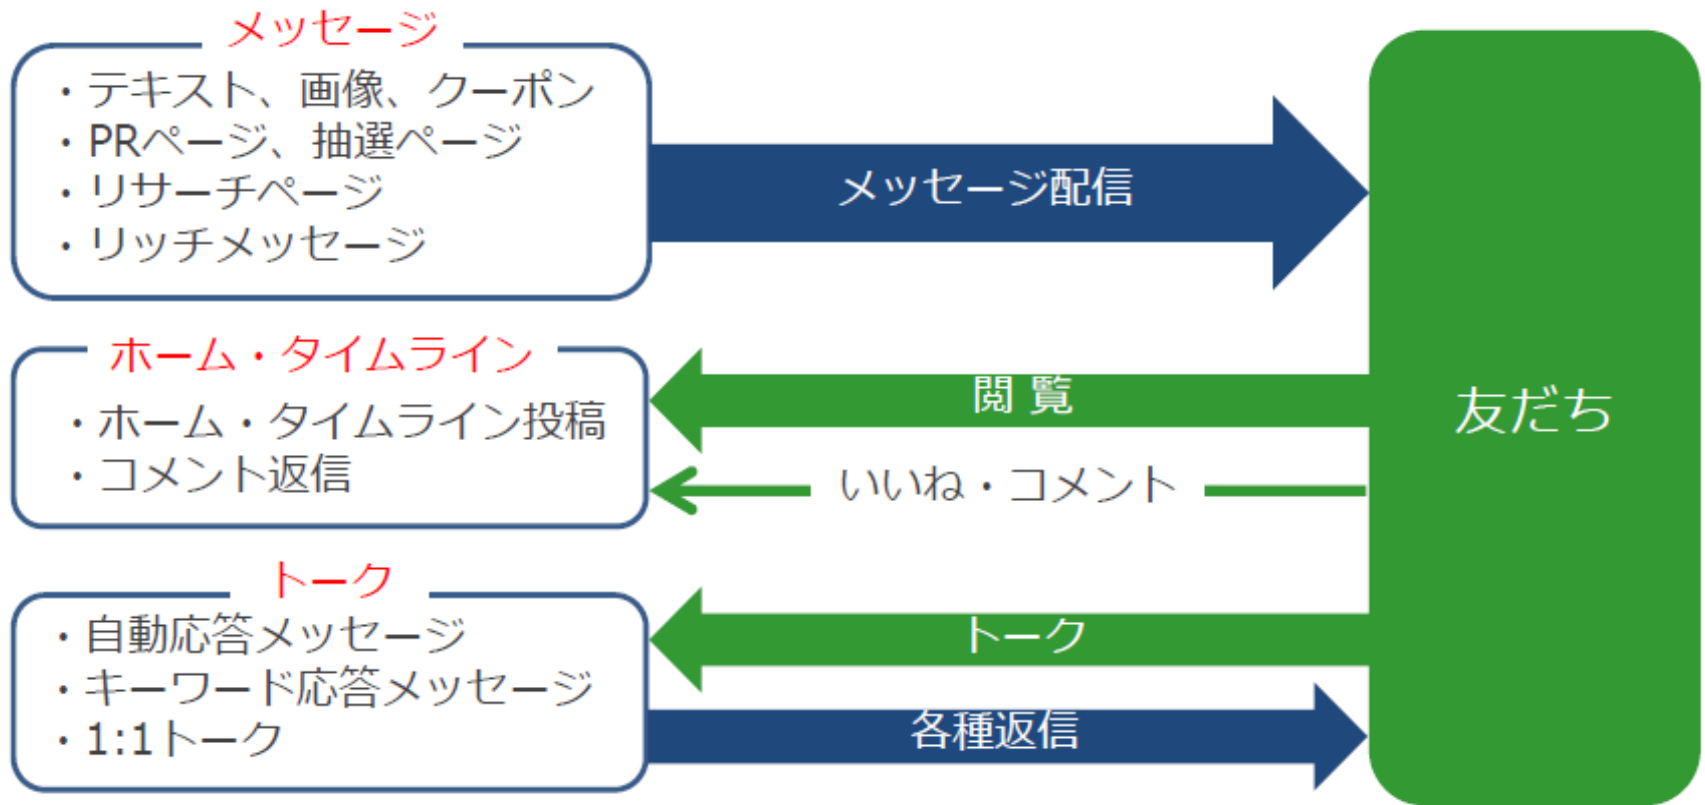 メッセージ
・テキスト、画像、クーポン
・PRページ、抽選ページ
・リサーチページ
・リッチメッセージ
メッセージ配信
ホーム・タイムライン
・ホーム・タイムライン投稿
・コメント返信
閲 覧
いいね・コメント
トーク
・自動応答メッセージ
・キーワード応答メッセージ
・1:1トーク
トーク
各種返信
友だち